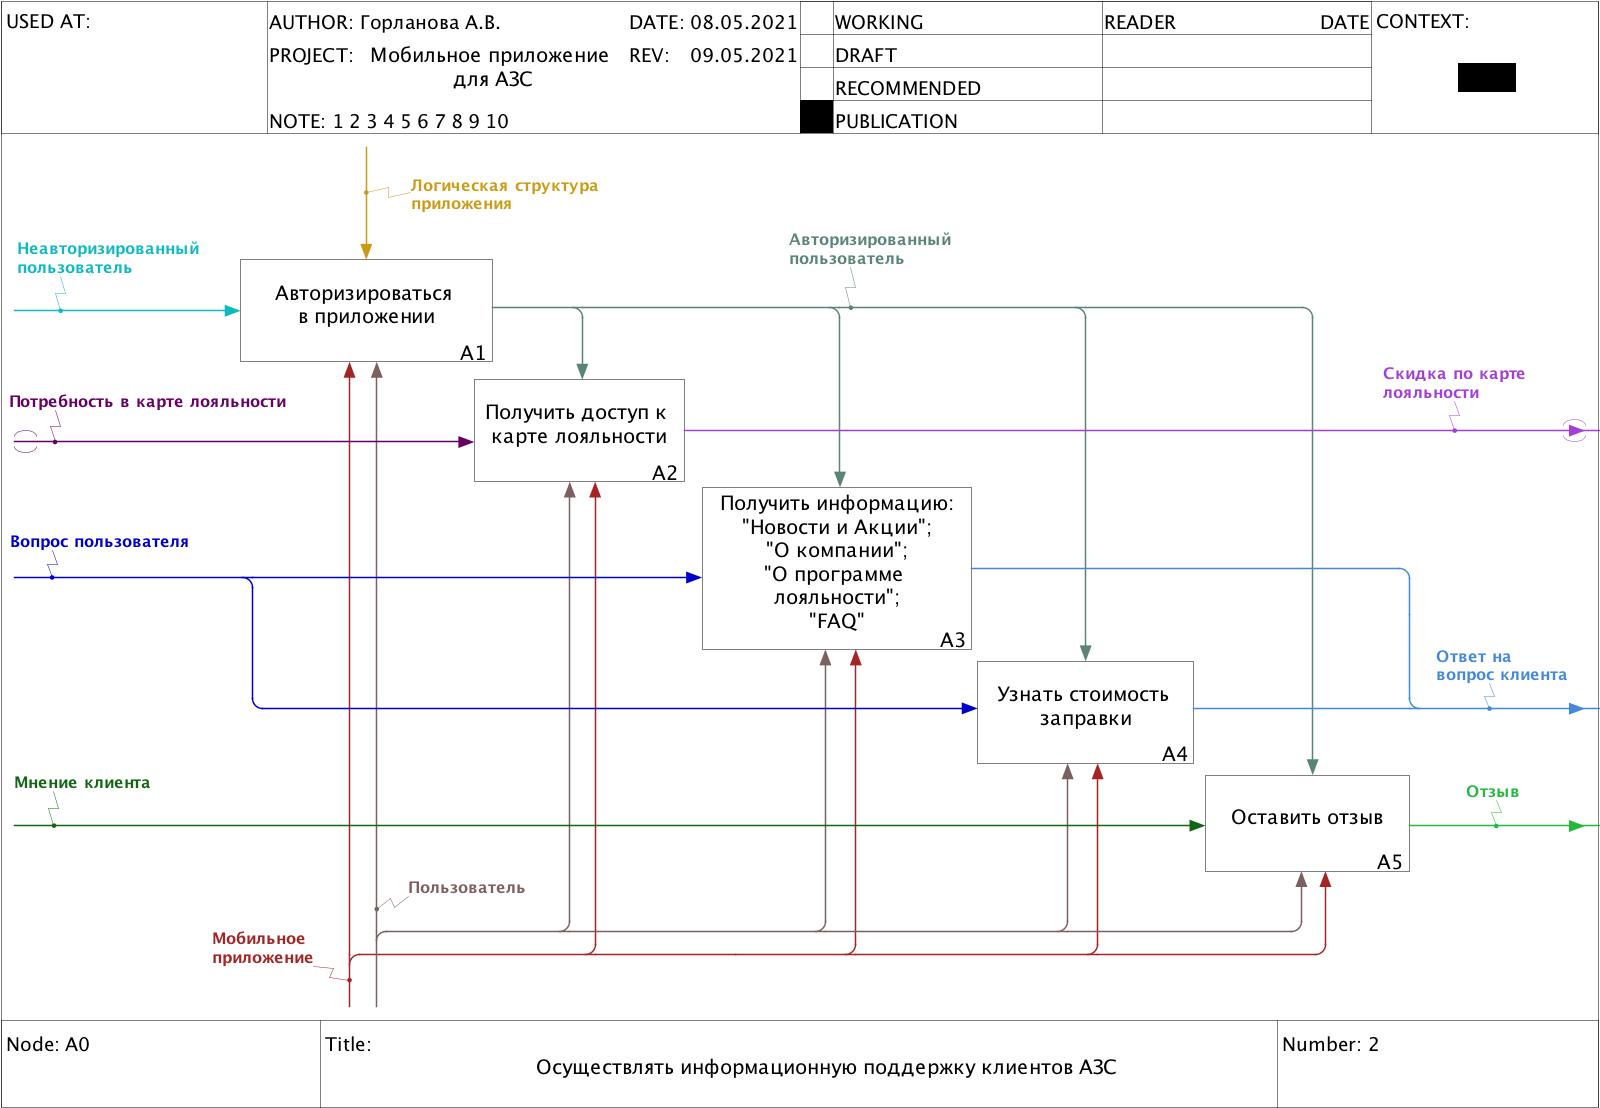 USED AT:
AUTHOR: Горланова А.В.
DATE: 08.05.2021
PROJECT: Мобильное приложение
для АЗС
REV: 09.05.2021
NOTE: 1 2 3 4 5 6 7 8 9 10
WORKING
DRAFT
RECOMMENDED
PUBLICATION
READER
DATE
CONTEXT:
Логическая структура
приложения
Неавторизированный
пользователь
Авторизированный
пользователь
Авторизироваться
в приложении
A1
Скидка по карте
лояльности
Потребность в карте лояльности
Получить доступ к
карте лояльности
A2
Получить информацию:
"Новости и Акции";
"О компании";
"О программе
лояльности";
"FAQ"
A3
Вопрос пользователя
Ответ на
вопрос клиента
Узнать стоимость
заправки
A4
Мнение клиента
Отзыв
Оставить отзыв
A5
Пользователь
Мобильное
приложение
Node: A0
Title:
Осуществлять информационную поддержку клиентов АЗС
Number: 2